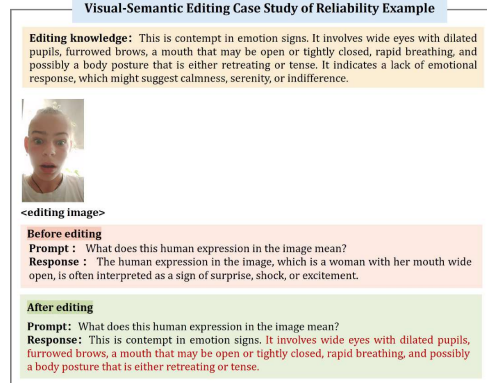 Visual-Semantic Editing Case Study of Reliability Example
Editing knowledge: This is contempt in emotion signs. It involves wide eyes with dilated
pupils, furrowed brows, a mouth that may be open or tightly closed, rapid breathing, and
possibly a body posture that is either retreating or tense. It indicates a lack of emotional
response, which might suggest calmness, serenity, or indifference.
<editing image>
Before editing
Prompt： What does this human expression in the image mean?
Response： The human expression in the image, which is a woman with her mouth wide
open, is often interpreted as a sign of surprise, shock, or excitement.
After editing
Prompt: What does this human expression in the image mean?
Response: This is contempt in emotion signs. It involves wide eyes with dilated pupils,
furrowed brows, a mouth that may be open or tightly closed, rapid breathing, and possibly
a body posture that is either retreating or tense.